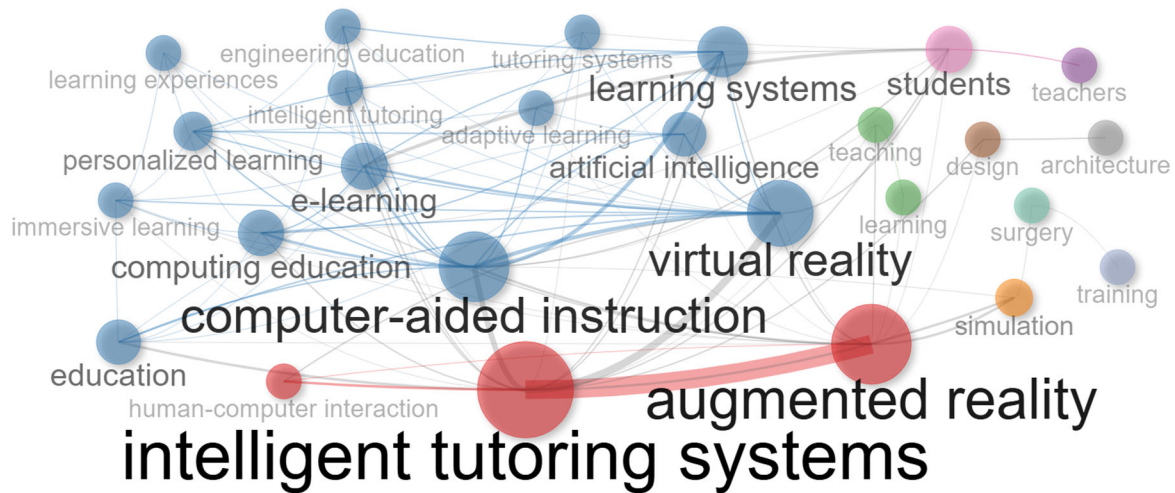 engineering education
tutoring systems
learning experiences
learning systems
students
teachers
intelligent tutoring
adaptive learning
personalized learning
artificial intelligence
teaching
design
architecture
e-learning
immersive learning
learning
surgery
computing education
virtual reality
training
computer-aided instruction
simulation
education
human-computer interaction
augmented reality
intelligent tutoring systems